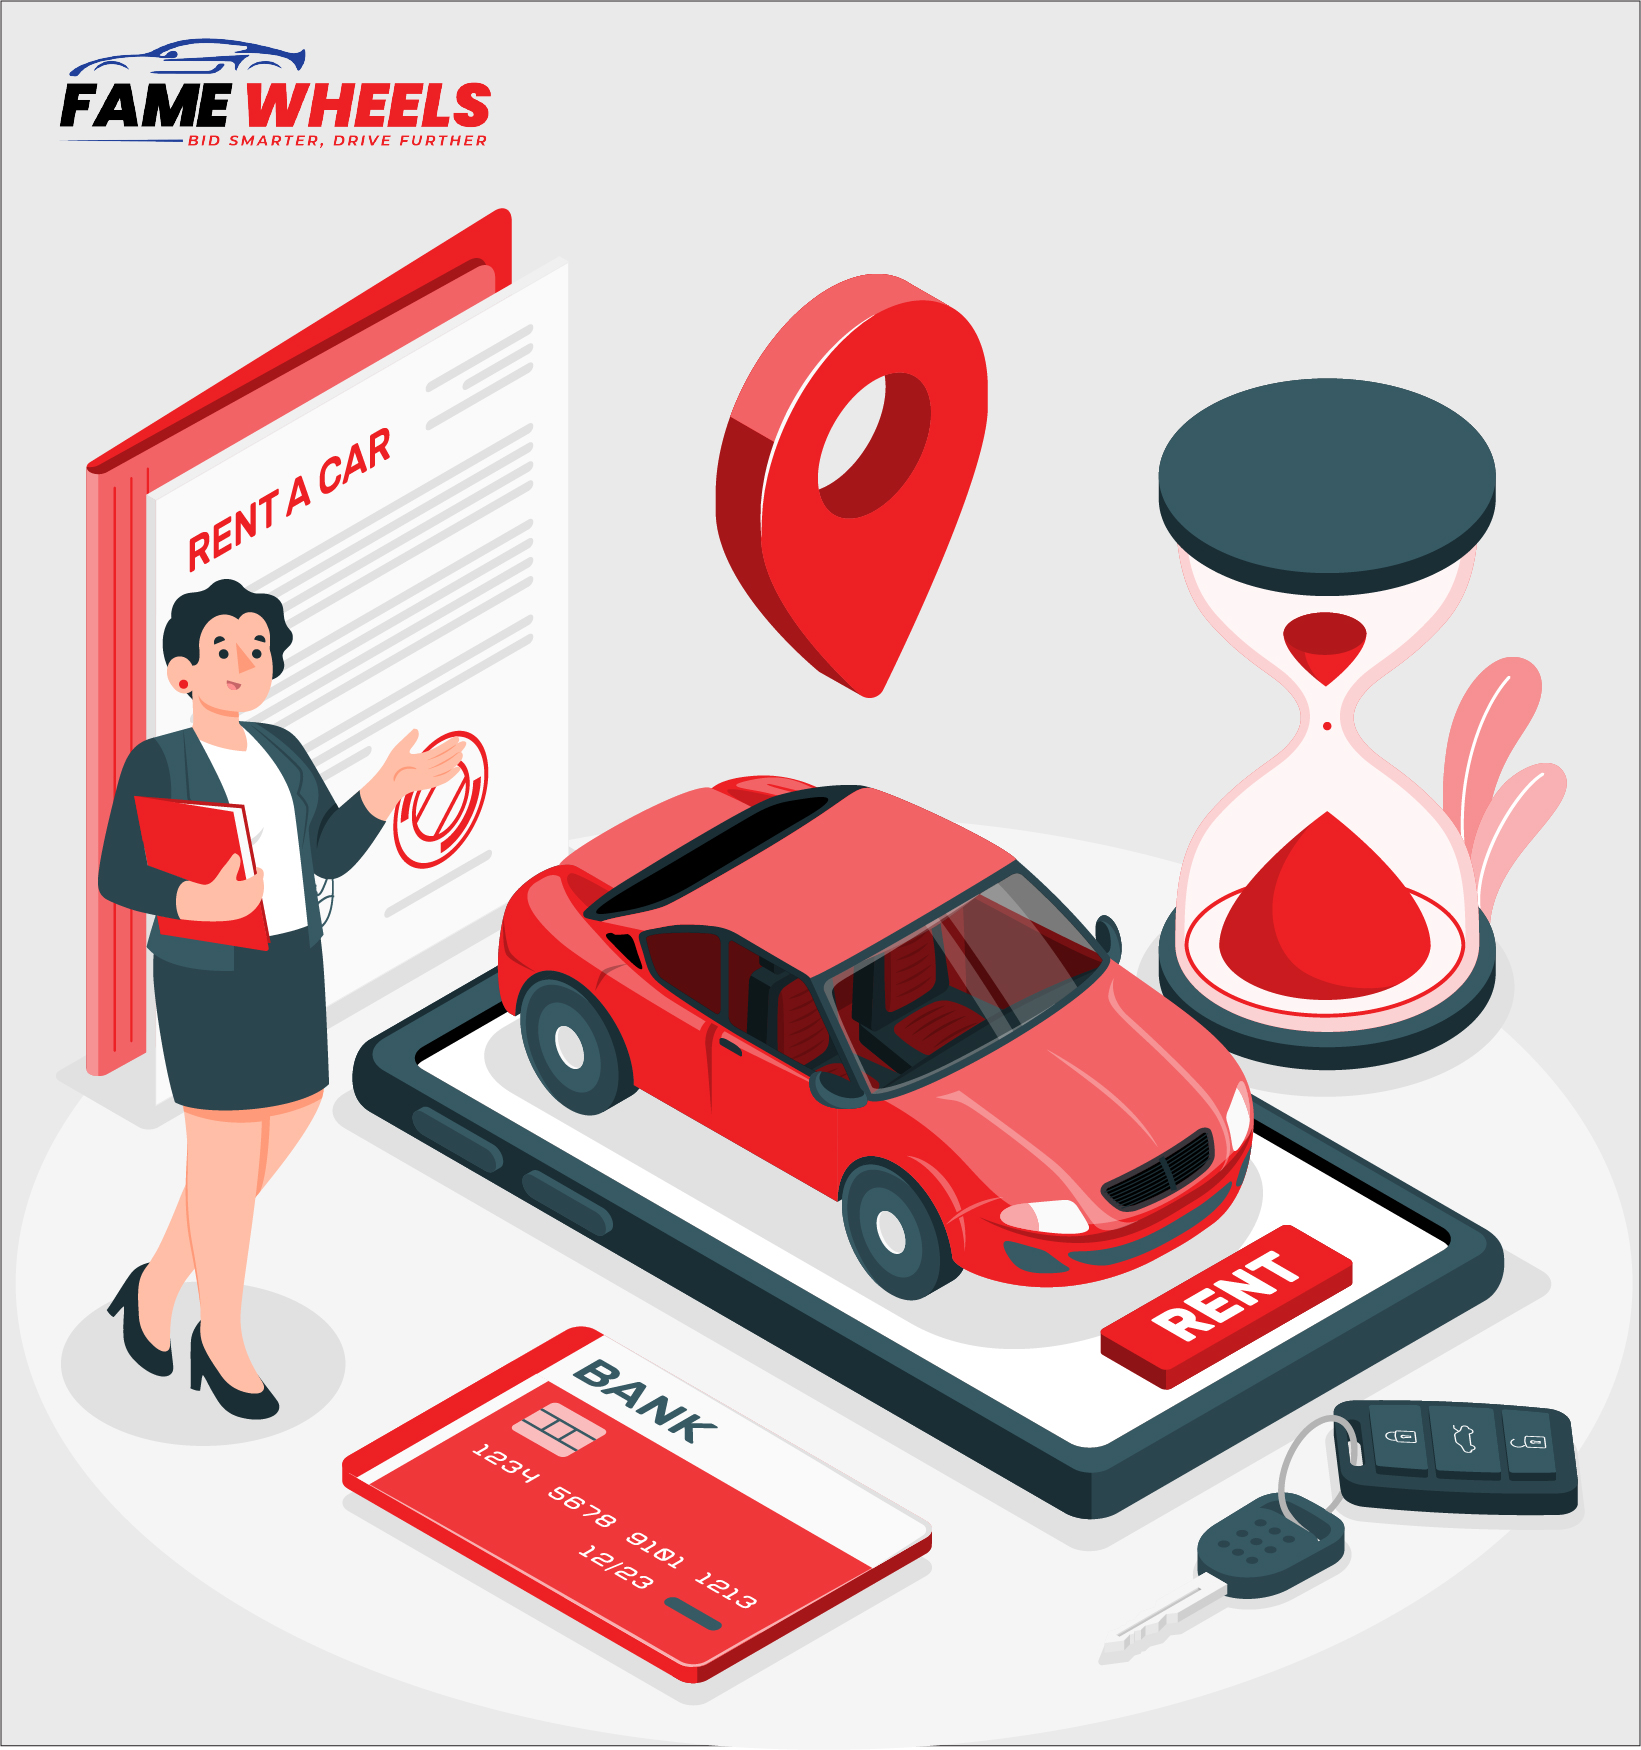 FAME WHEELS
BID SMARTER, DRIVE FURTHER
RENT A CAR
RENT
BANK
1234 5678 9101 1213
12/23